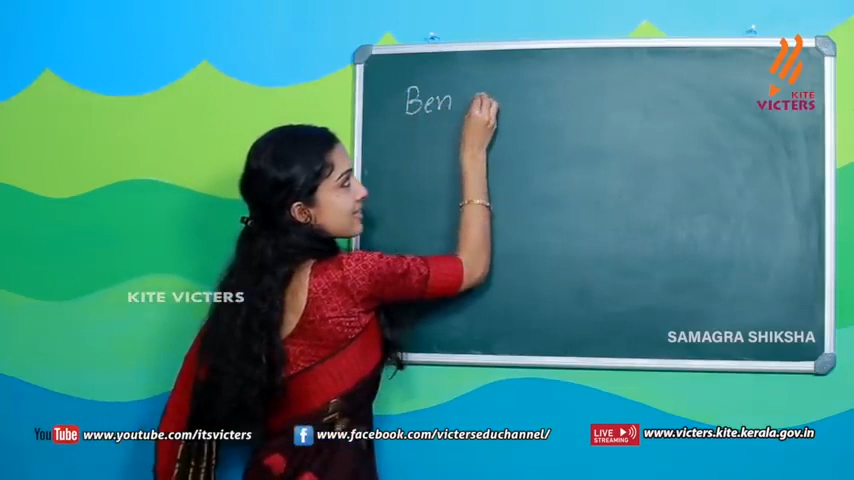 Ben
KITE
VICTERS
KITE VICTERS
SAMAGRA SHIKSHA
YouTube www.youtube.com/itsvicters
f www.facebook.com/victerseduchannel/
LIVE STREAMING www.victers.kite.kerala.gov.in